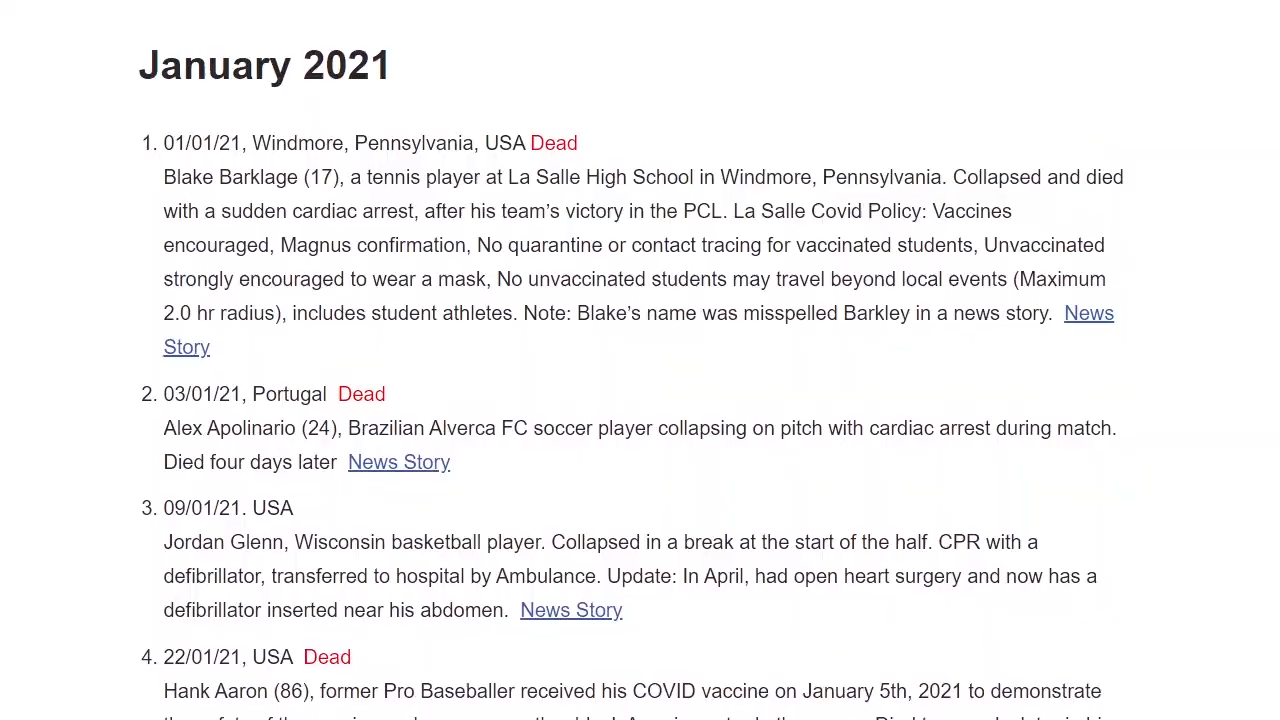 January 2021
1. 01/01/21, Windmore, Pennsylvania, USA Dead
Blake Barklage (17), a tennis player at La Salle High School in Windmore, Pennsylvania. Collapsed and died
with a sudden cardiac arrest, after his team’s victory in the PCL. La Salle Covid Policy: Vaccines
encouraged, Magnus confirmation, No quarantine or contact tracing for vaccinated students, Unvaccinated
strongly encouraged to wear a mask, No unvaccinated students may travel beyond local events (Maximum
2.0 hr radius), includes student athletes. Note: Blake’s name was misspelled Barkley in a news story. News
Story
2. 03/01/21, Portugal Dead
Alex Apolinario (24), Brazilian Alverca FC soccer player collapsing on pitch with cardiac arrest during match.
Died four days later News Story
3. 09/01/21. USA
Jordan Glenn, Wisconsin basketball player. Collapsed in a break at the start of the half. CPR with a
defibrillator, transferred to hospital by Ambulance. Update: In April, had open heart surgery and now has a
defibrillator inserted near his abdomen. News Story
4. 22/01/21, USA Dead
Hank Aaron (86), former Pro Baseballer received his COVID vaccine on January 5th, 2021 to demonstrate